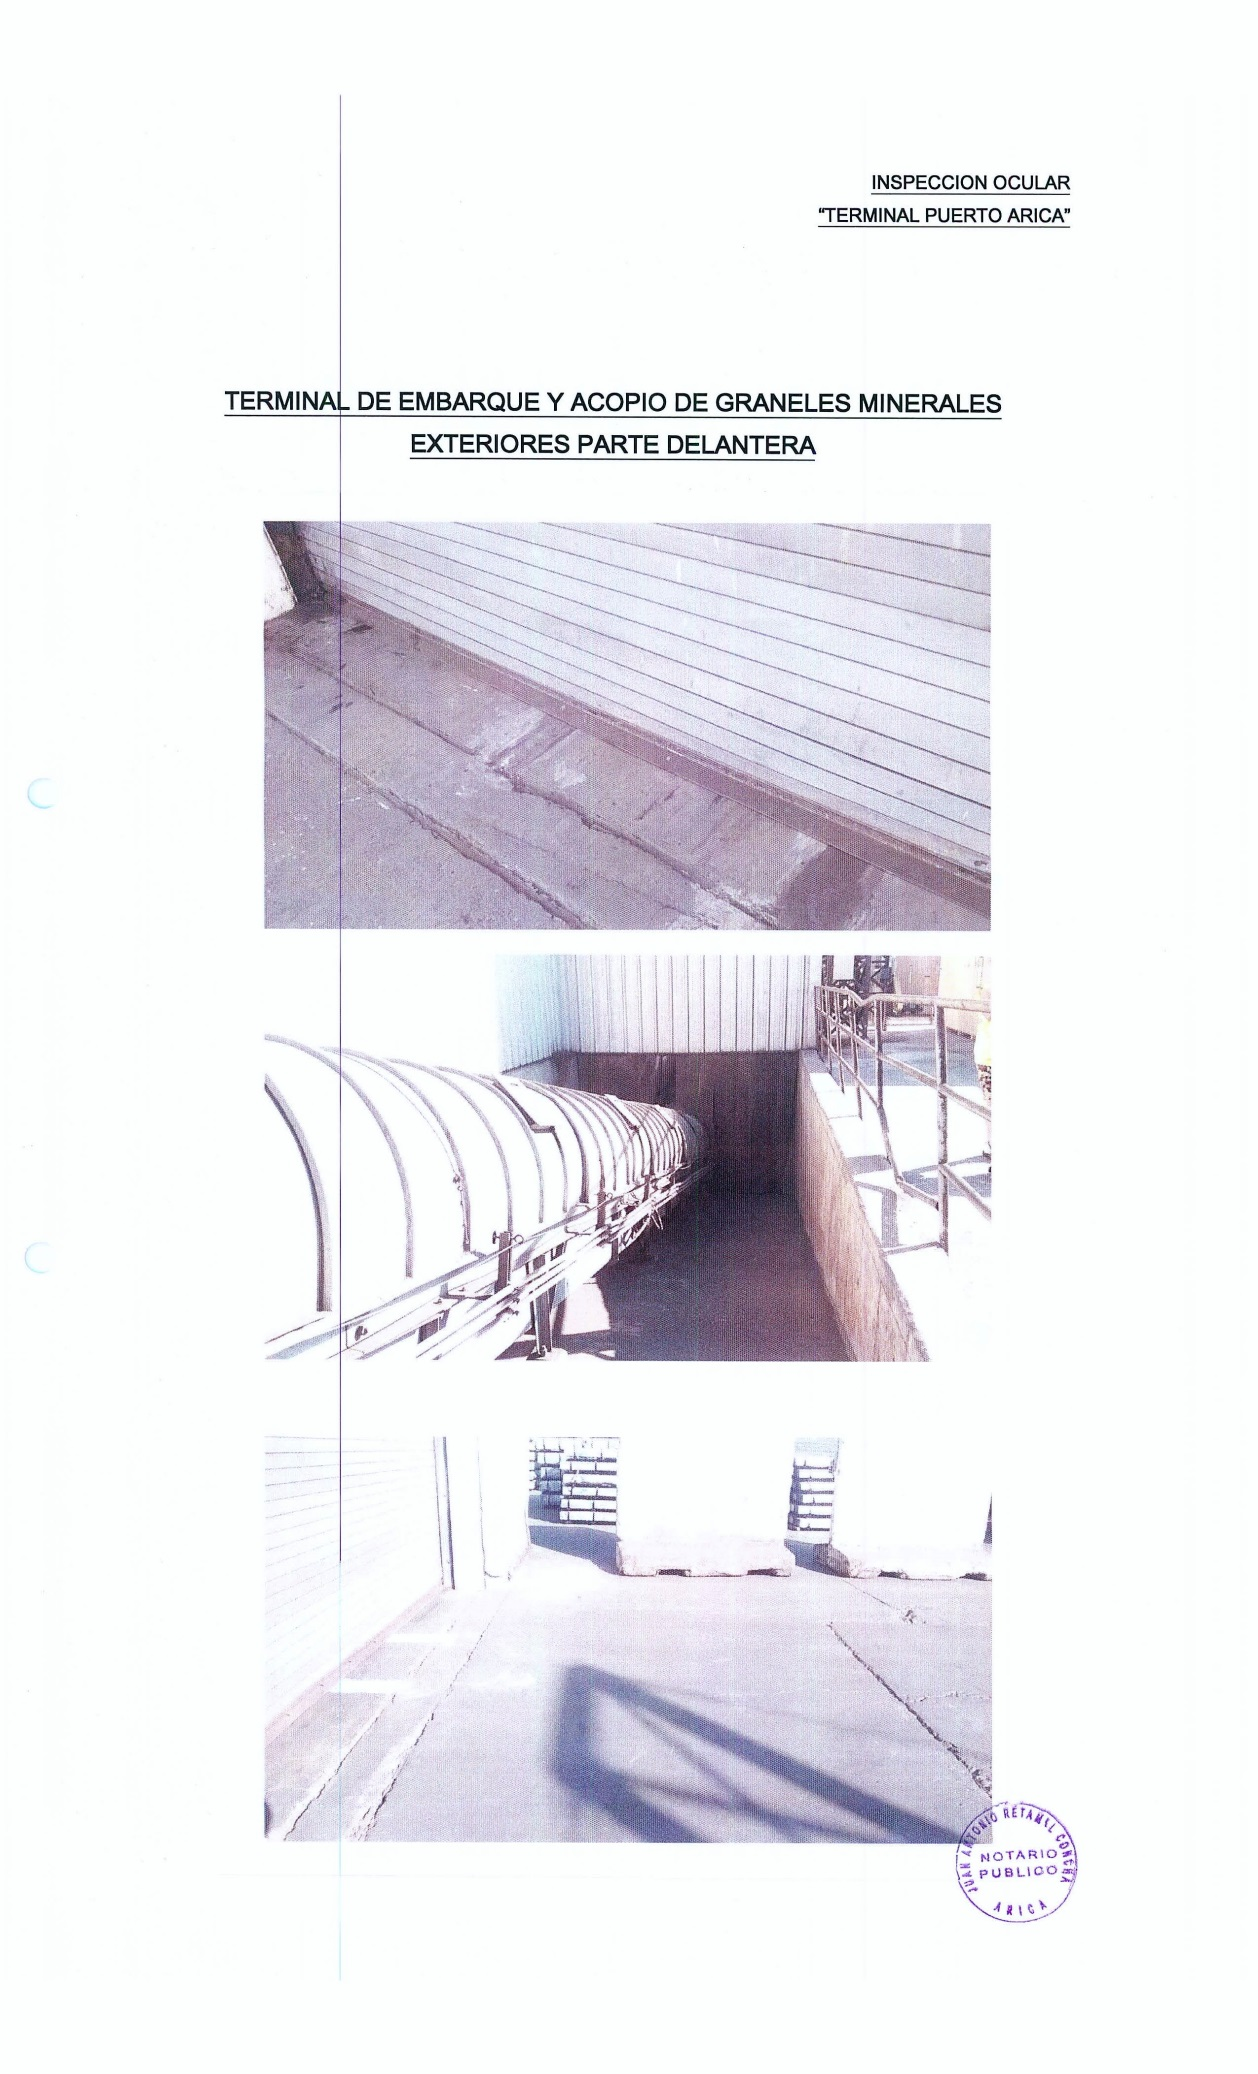 INSPECCION OCULAR
“TERMINAL PUERTO ARICA”
TERMINAL DE EMBARQUE Y ACOPIO DE GRANELES MINERALES
EXTERIORES PARTE DELANTERA
JUAN ANTONIO RETAMAL CONCHA
NOTARIO
PUBLICO
ARICA